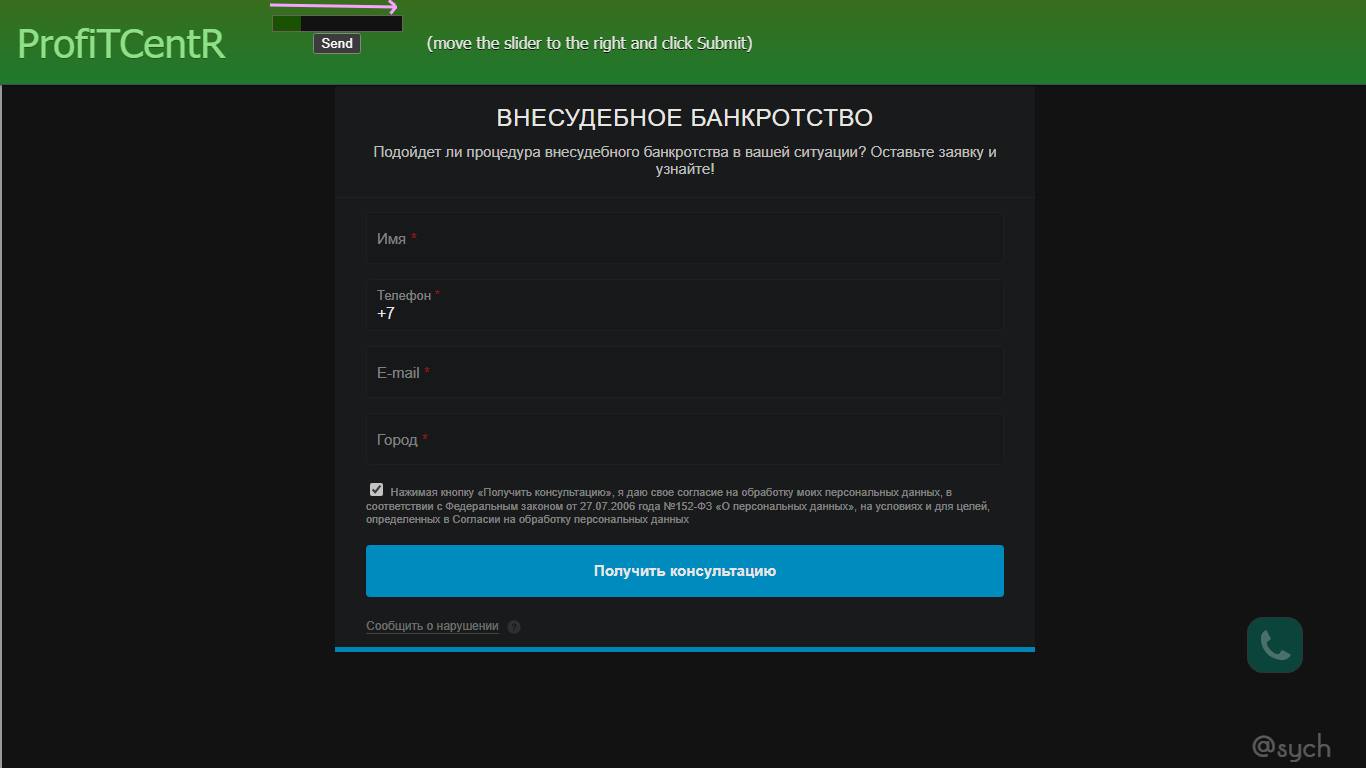 ProfiTCentR
Send
(move the slider to the right and click Submit)
ВНЕСУДЕБНОЕ БАНКРОТСТВО
Подойдет ли процедура внесудебного банкротства в вашей ситуации? Оставьте заявку и
узнайте!
Имя *
Телефон *
+7
E-mail *
Город *
Нажимая кнопку «Получить консультацию», я даю свое согласие на обработку моих персональных данных, в
соответствии с Федеральным законом от 27.07.2006 года №152-ФЗ «О персональных данных», на условиях и для целей,
определенных в Согласии на обработку персональных данных
Получить консультацию
Сообщить о нарушении ?
@sych